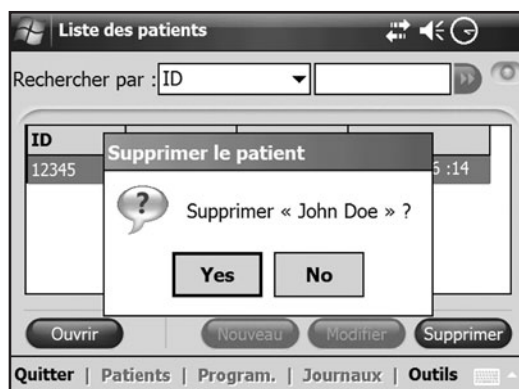 Liste des patients
Rechercher par : ID
ID
12345
Supprimer le patient
Supprimer « John Doe » ?
Yes No
:14
Ouvrir Nouveau Modifier Supprimer
Quitter | Patients | Program. | Journaux | Outils